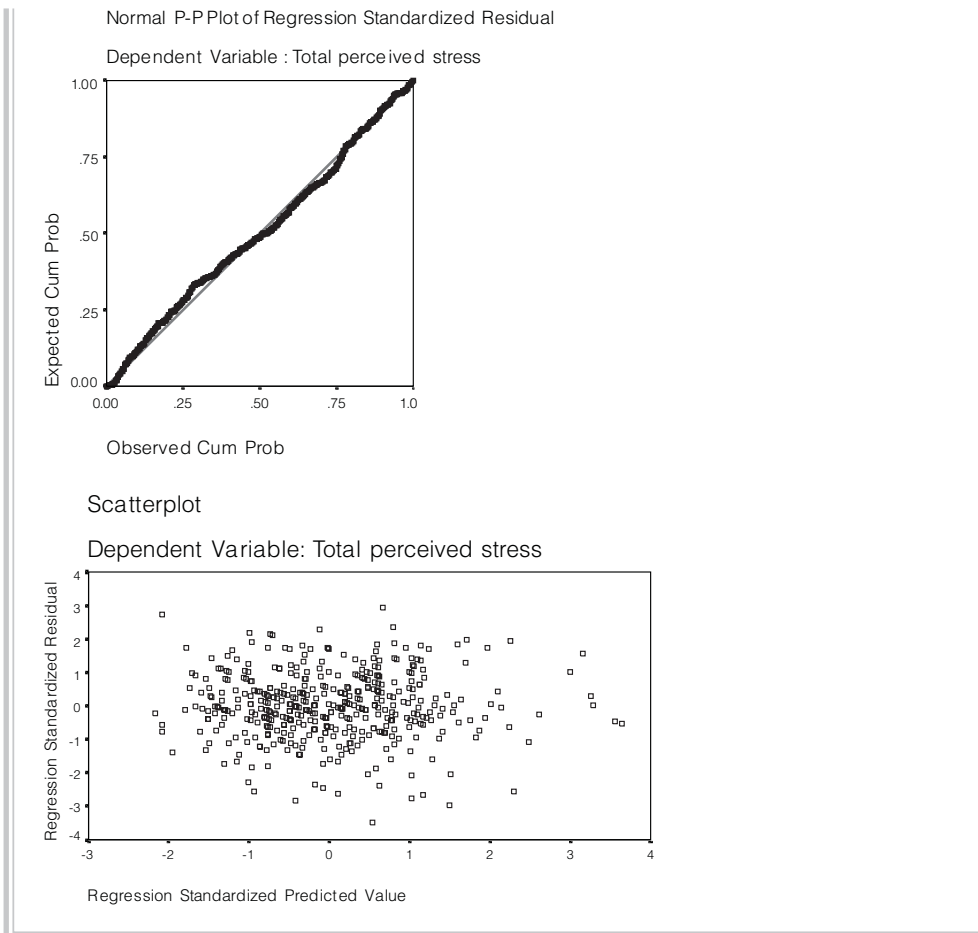 Normal P-P Plot of Regression Standardized Residual
Dependent Variable : Total perceived stress
1.00
.75
.50
.25
0.00
Expected Cum Prob
0.00 .25 .50 .75 1.0
Observed Cum Prob
Scatterplot
Dependent Variable: Total perceived stress
4
3
2
1
0
-1
-2
-3
-4
Regression Standardized Residual
-3 -2 -1 0 1 2 3 4
Regression Standardized Predicted Value